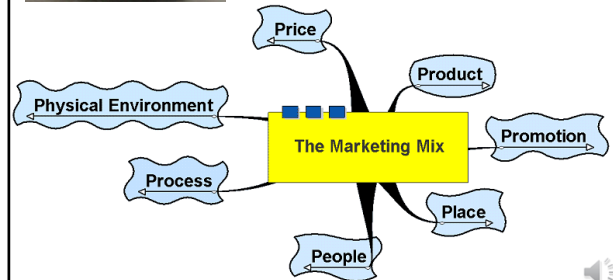 Price
Product
Physical Environment
The Marketing Mix
Promotion
Process
Place
People